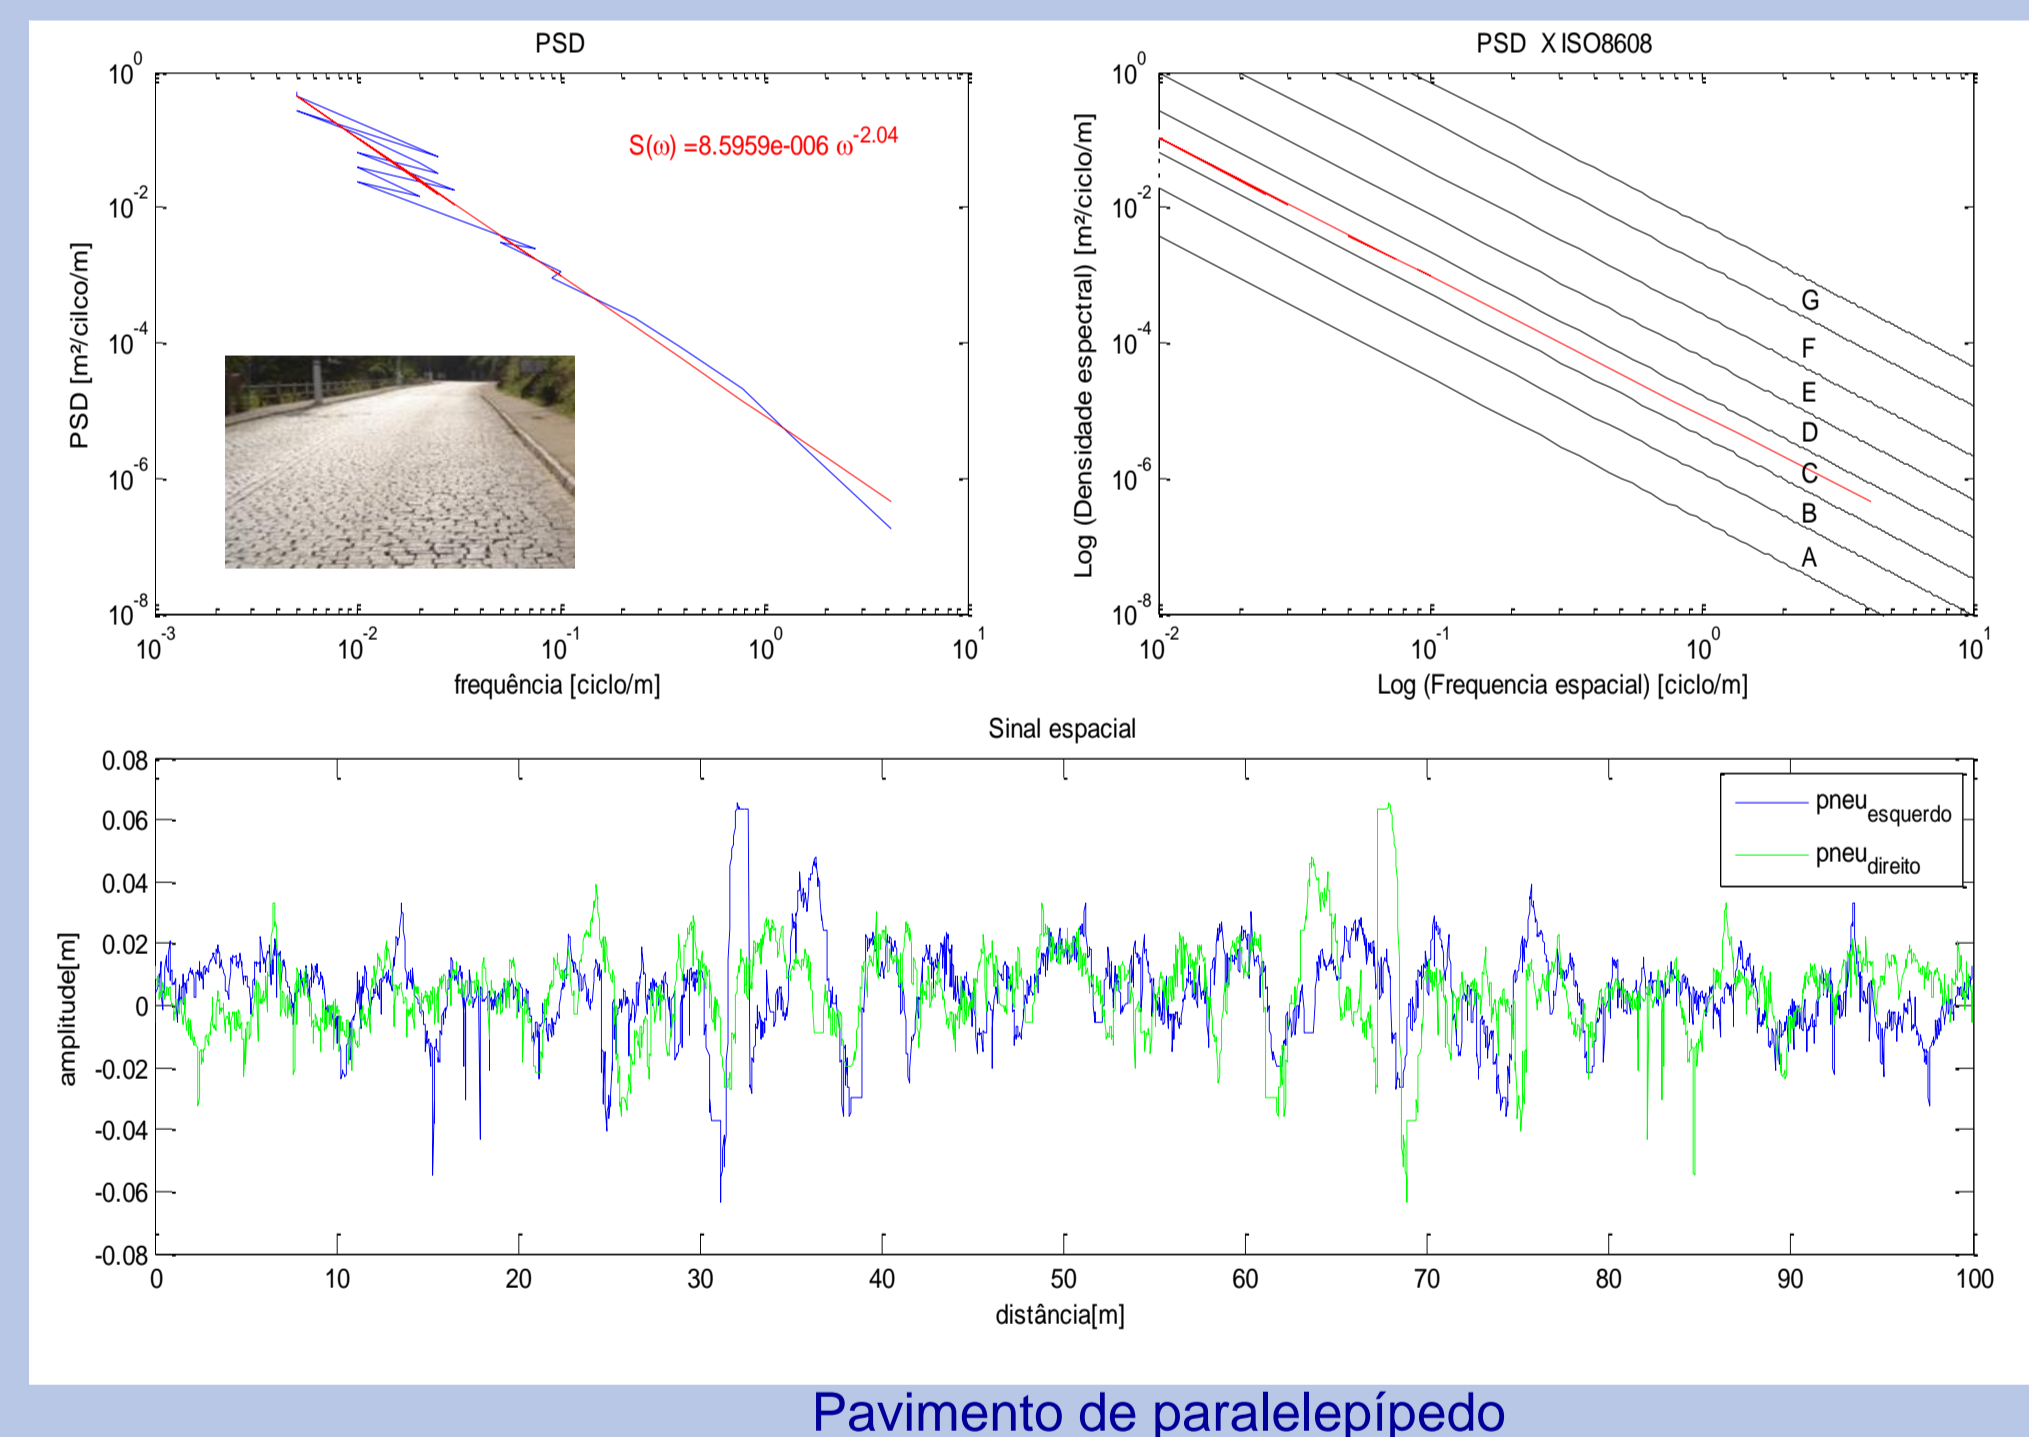 PSD
10^0
10^-2
10^-4
10^-6
10^-8
PSD [m²/cilco/m]
S(ω) =8.5959e-006 ω^-2.04
10^-3 10^-2 10^-1 10^0 10^1
frequência [ciclo/m]
PSD X ISO8608
10^0
10^-2
10^-4
10^-6
10^-8
Log (Densidade espectral) [m²/ciclo/m]
G
F
E
D
C
B
A
10^-2 10^-1 10^0 10^1
Log (Frequencia espacial) [ciclo/m]
Sinal espacial
0.08
0.06
0.04
0.02
0
-0.02
-0.04
-0.06
-0.08
amplitude[m]
pneu_esquerdo
pneu_direito
0 10 20 30 40 50 60 70 80 90 100
distância[m]
Pavimento de paralelepípedo